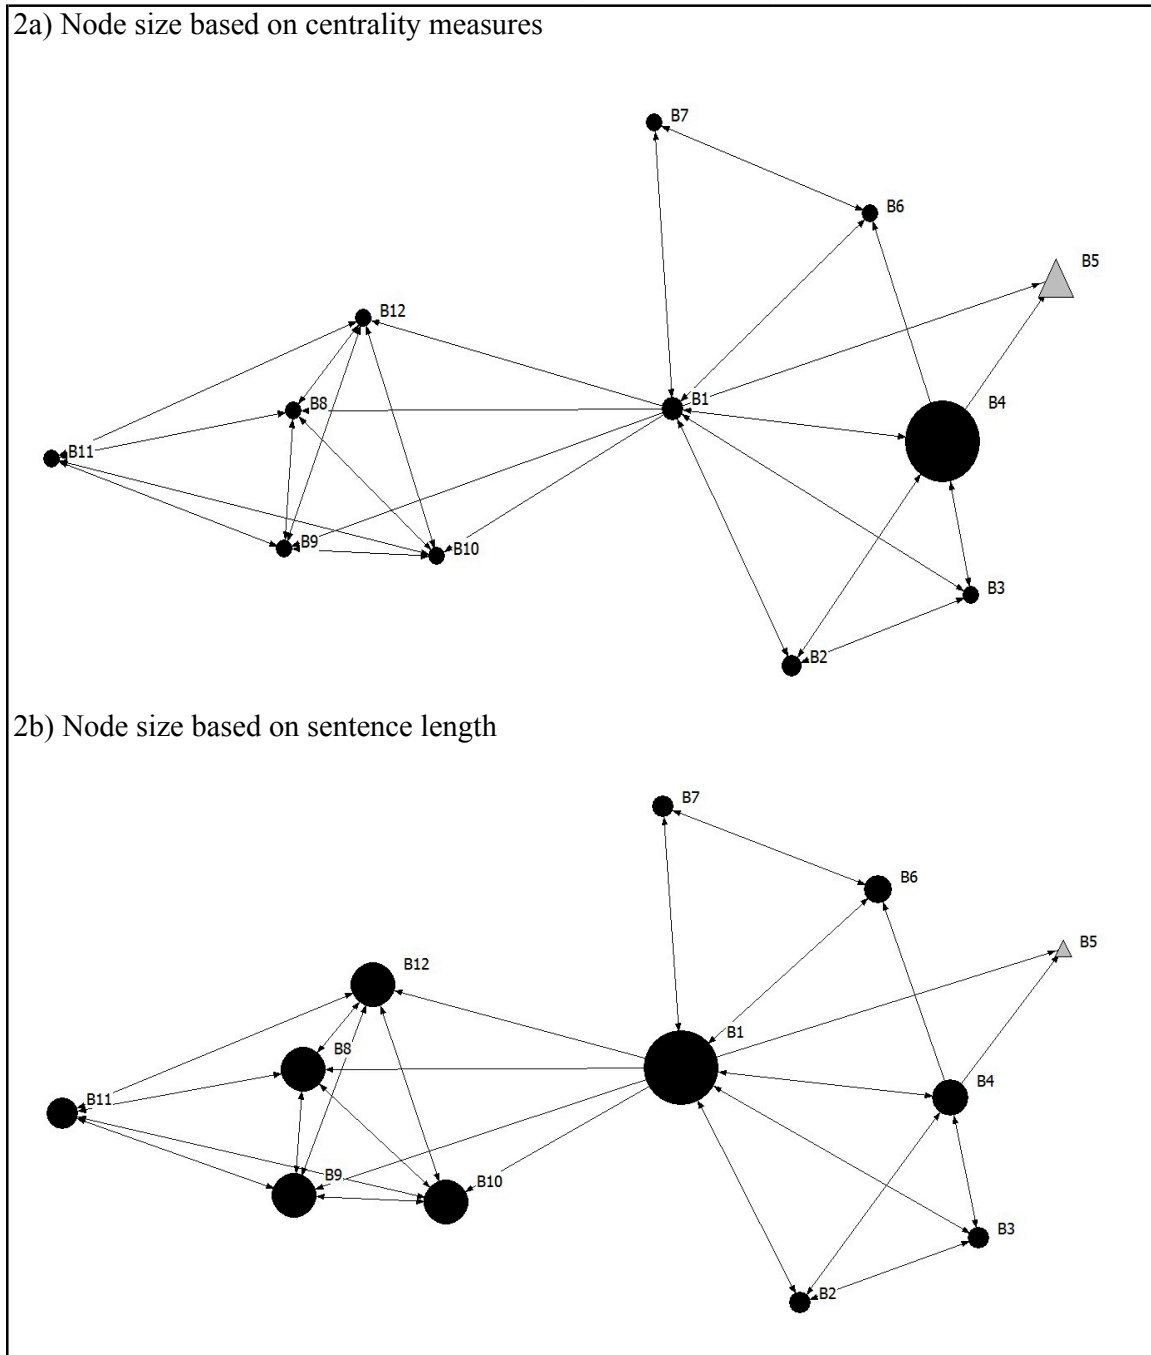 2a) Node size based on centrality measures
B7
B6
B5
B12
B1
B4
B8
B11
B9
B10
B3
B2
2b) Node size based on sentence length
B7
B6
B5
B12
B1
B8
B4
B11
B9
B10
B3
B2